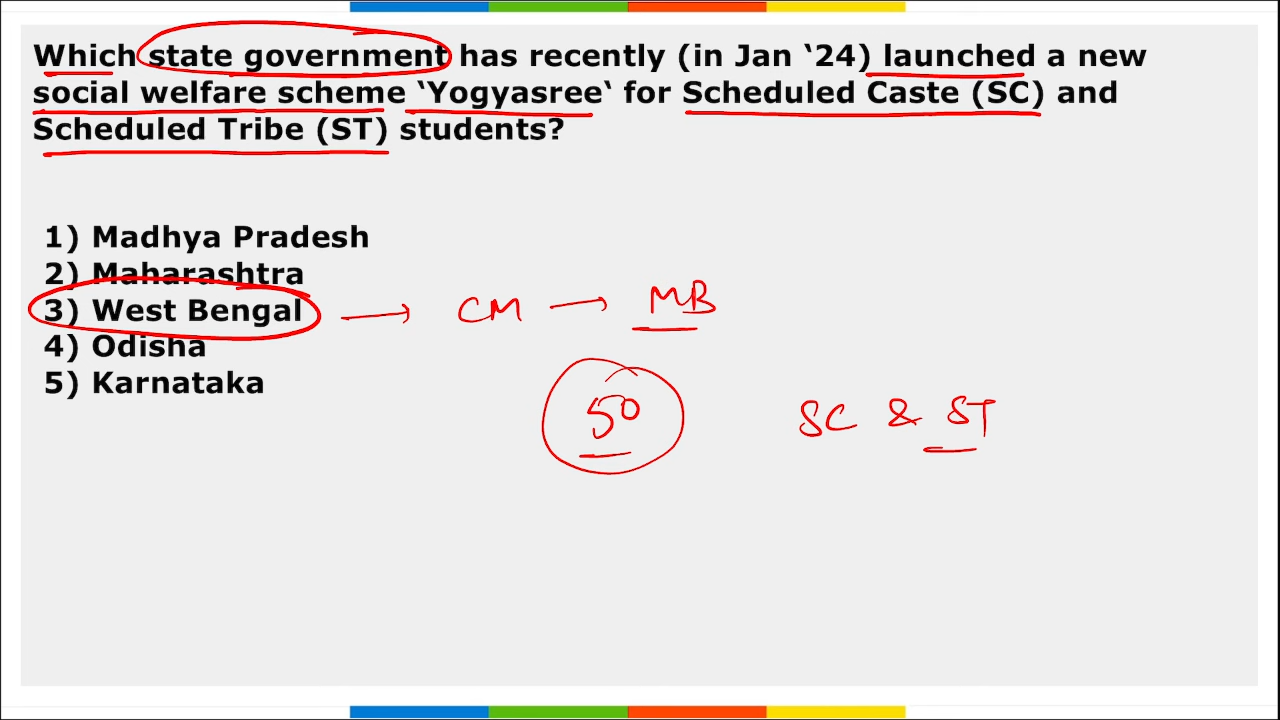 Which state government has recently (in Jan ‘24) launched a new
social welfare scheme ‘Yogyasree‘ for Scheduled Caste (SC) and
Scheduled Tribe (ST) students?
1) Madhya Pradesh
2) Maharashtra
3) West Bengal → CM → MB
4) Odisha
5) Karnataka
50 SC & ST